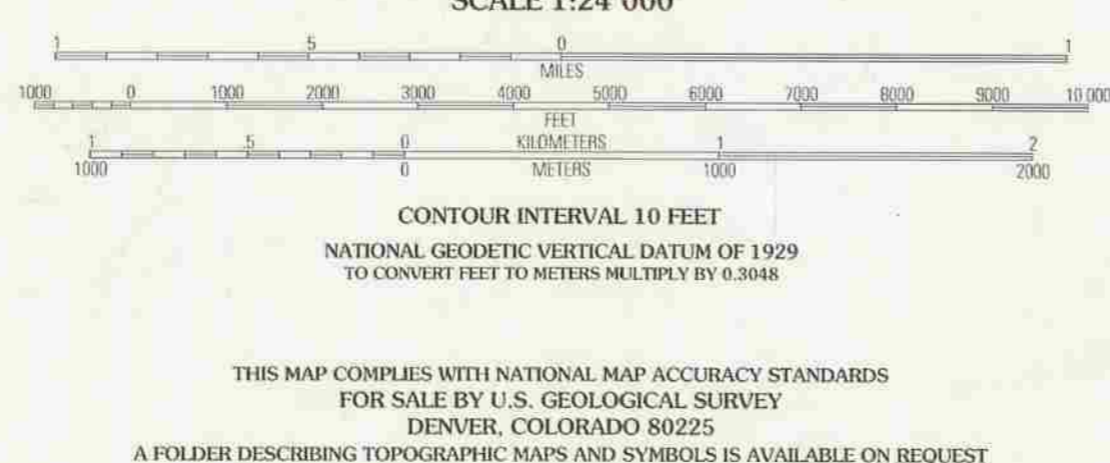 SCALE 1:24 000
1 .5 0 1
MILES
1000 0 1000 2000 3000 4000 5000 6000 7000 8000 9000 10 000
FEET
1 .5 0 KILOMETERS 1 2
1000 0 METERS 1000 2000
CONTOUR INTERVAL 10 FEET
NATIONAL GEODETIC VERTICAL DATUM OF 1929
TO CONVERT FEET TO METERS MULTIPLY BY 0.3048
THIS MAP COMPLIES WITH NATIONAL MAP ACCURACY STANDARDS
FOR SALE BY U.S. GEOLOGICAL SURVEY
DENVER, COLORADO 80225
A FOLDER DESCRIBING TOPOGRAPHIC MAPS AND SYMBOLS IS AVAILABLE ON REQUEST